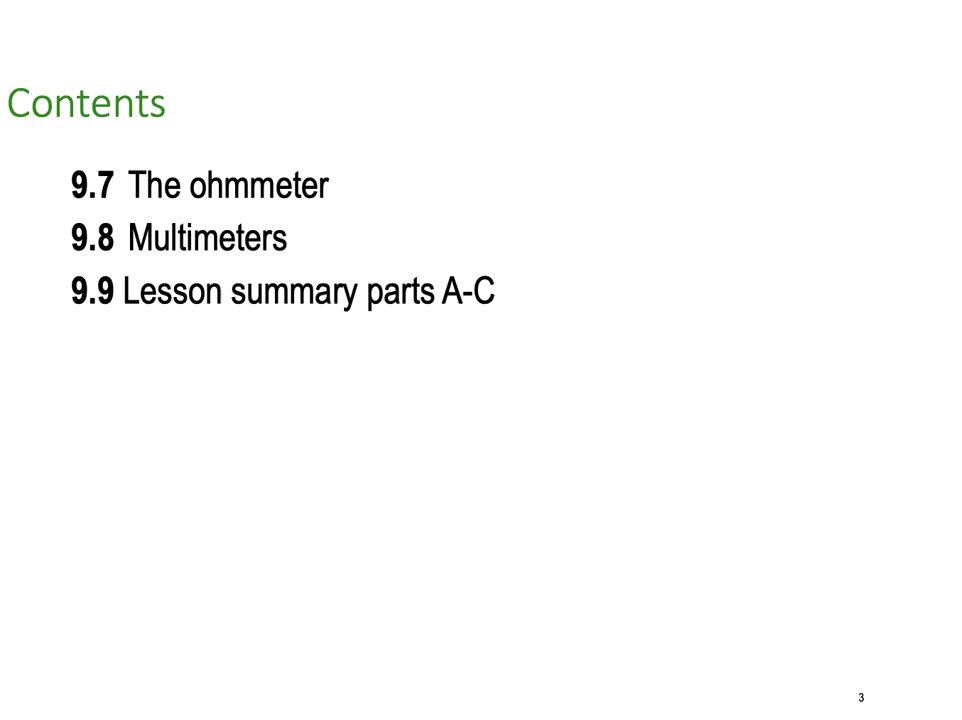 Contents
9.7 The ohmmeter
9.8 Multimeters
9.9 Lesson summary parts A-C
3